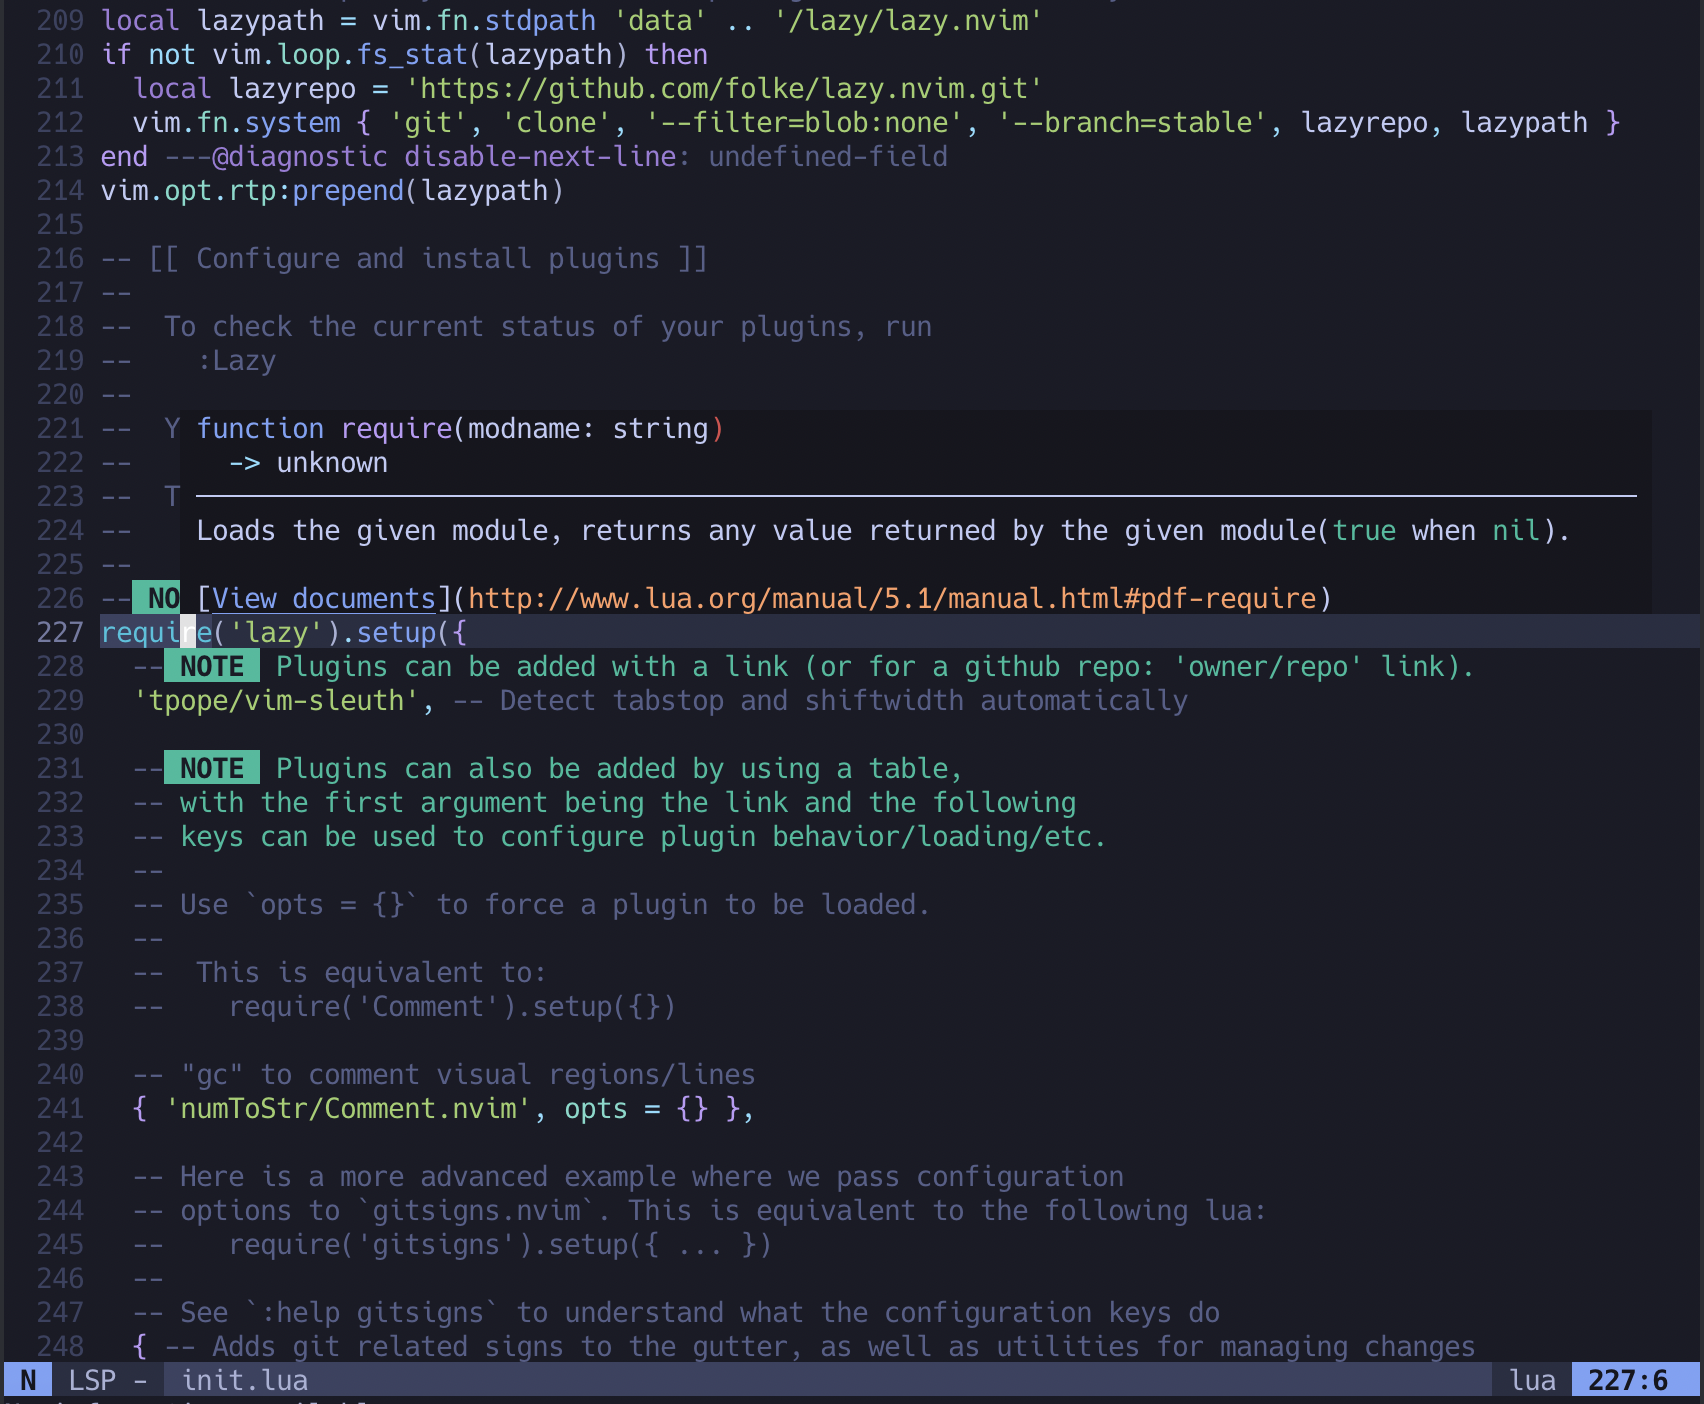 209 local lazypath = vim.fn.stdpath 'data' .. '/lazy/lazy.nvim'
210 if not vim.loop.fs_stat(lazypath) then
211   local lazyrepo = 'https://github.com/folke/lazy.nvim.git'
212   vim.fn.system { 'git', 'clone', '--filter=blob:none', '--branch=stable', lazyrepo, lazypath }
213 end ---@diagnostic disable-next-line: undefined-field
214 vim.opt.rtp:prepend(lazypath)
215
216 -- [[ Configure and install plugins ]]
217 --
218 --  To check the current status of your plugins, run
219 --    :Lazy
220 --
221 --  Y function require(modname: string)
222 --      -> unknown
223 --  T
224 --    Loads the given module, returns any value returned by the given module(true when nil).
225 --
226 -- NO [View documents](http://www.lua.org/manual/5.1/manual.html#pdf-require)
227 require('lazy').setup({
228   -- NOTE  Plugins can be added with a link (or for a github repo: 'owner/repo' link).
229   'tpope/vim-sleuth', -- Detect tabstop and shiftwidth automatically
230
231   -- NOTE  Plugins can also be added by using a table,
232   -- with the first argument being the link and the following
233   -- keys can be used to configure plugin behavior/loading/etc.
234   --
235   -- Use `opts = {}` to force a plugin to be loaded.
236   --
237   --  This is equivalent to:
238   --    require('Comment').setup({})
239
240   -- "gc" to comment visual regions/lines
241   { 'numToStr/Comment.nvim', opts = {} },
242
243   -- Here is a more advanced example where we pass configuration
244   -- options to `gitsigns.nvim`. This is equivalent to the following lua:
245   --    require('gitsigns').setup({ ... })
246   --
247   -- See `:help gitsigns` to understand what the configuration keys do
248   { -- Adds git related signs to the gutter, as well as utilities for managing changes
N LSP - init.lua lua 227:6